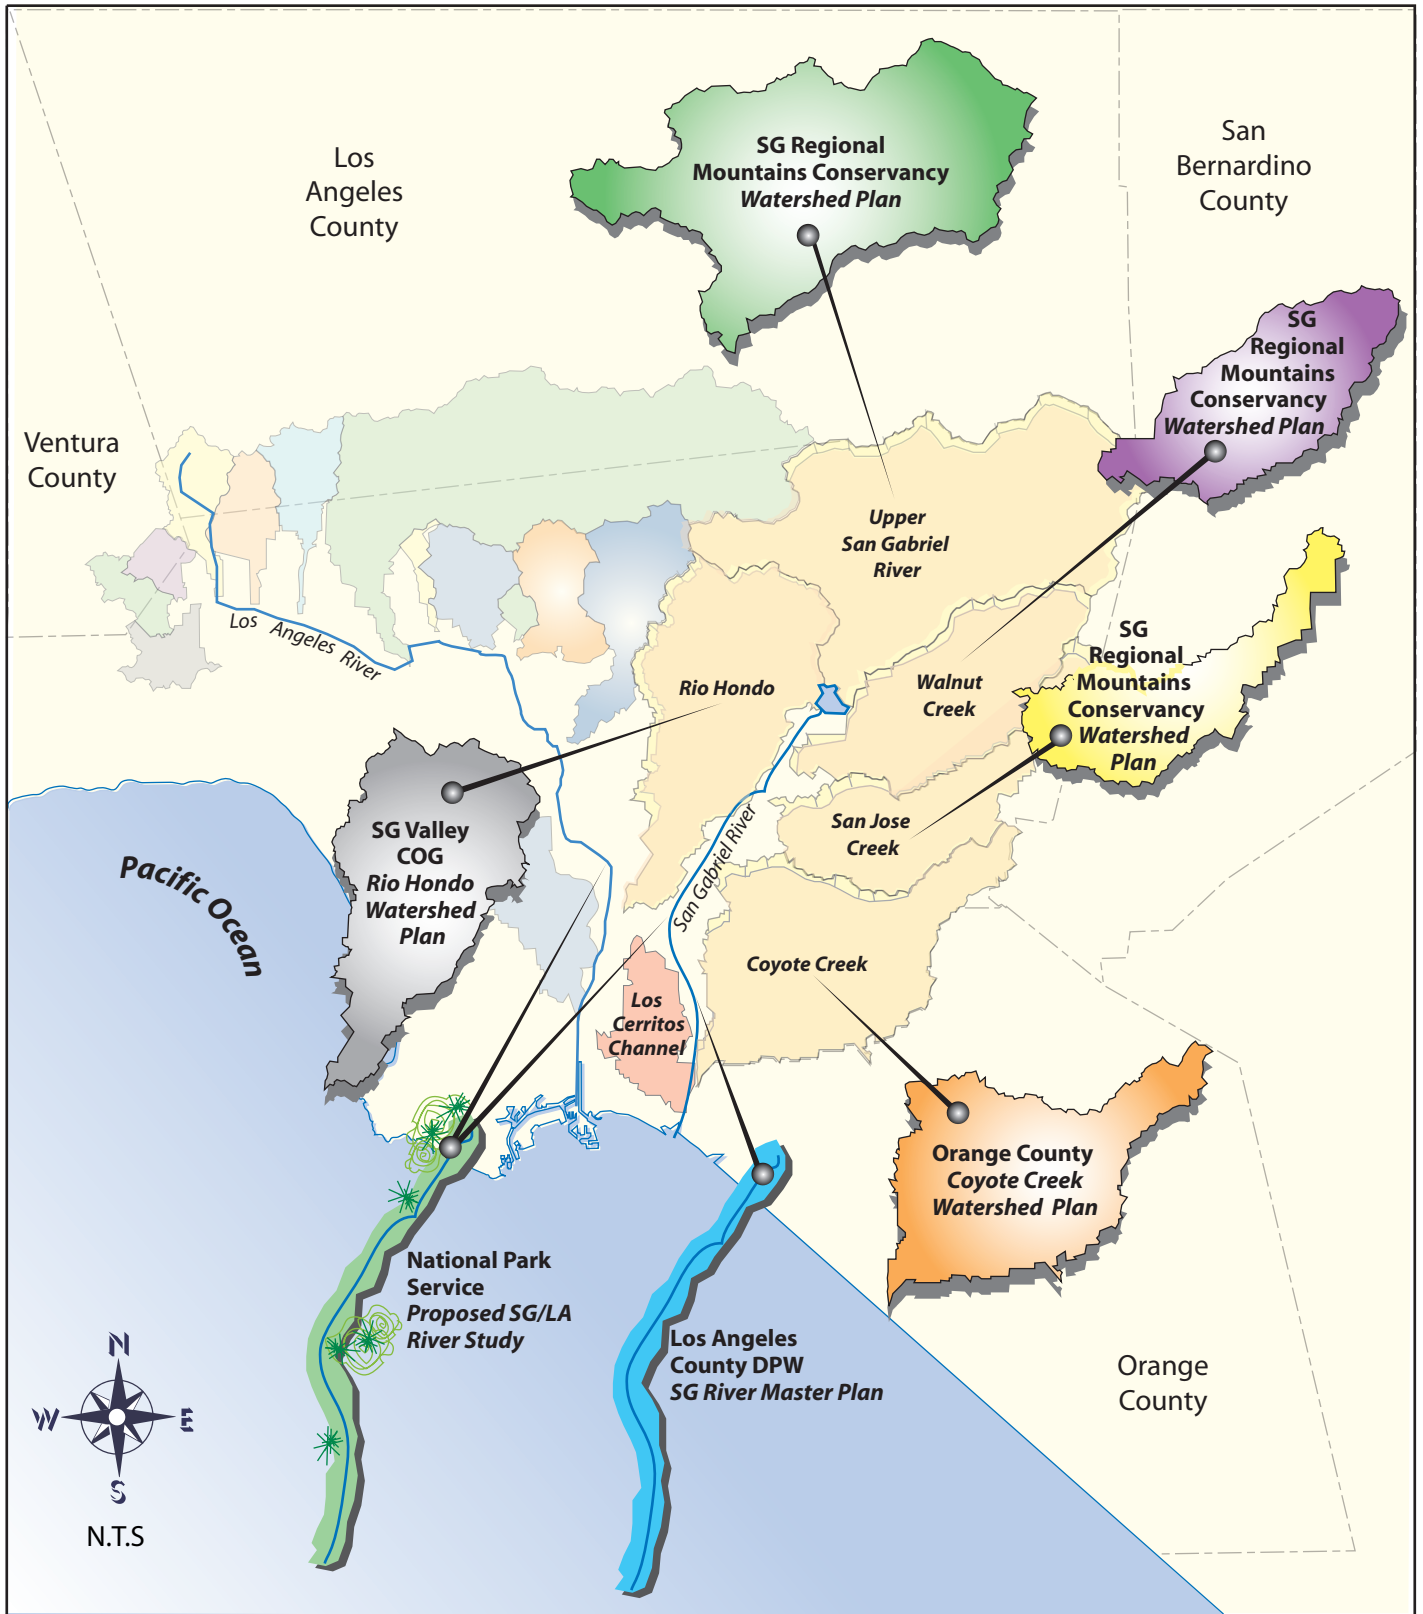 SG Regional
Mountains Conservancy
Watershed Plan
Los
Angeles
County
San
Bernardino
County
SG
Regional
Mountains
Conservancy
Watershed Plan
Ventura
County
Upper
San Gabriel
River
Los Angeles River
SG
Regional
Mountains
Conservancy
Watershed
Plan
Rio Hondo
Walnut
Creek
SG Valley
COG
Rio Hondo
Watershed
Plan
San Jose
Creek
San Gabriel River
Pacific Ocean
Coyote Creek
Los
Cerritos
Channel
Orange County
Coyote Creek
Watershed Plan
National Park
Service
Proposed SG/LA
River Study
Los Angeles
County DPW
SG River Master Plan
Orange
County
N
W E
S
N.T.S